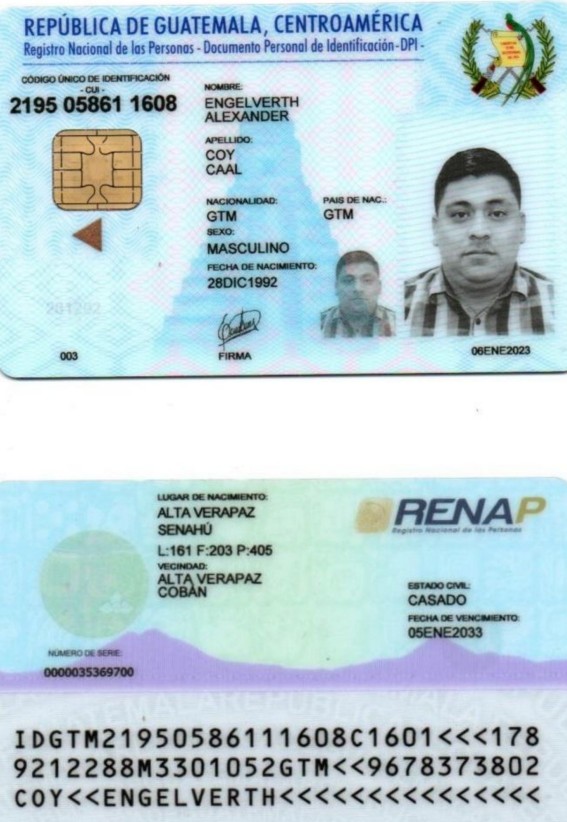 REPÚBLICA DE GUATEMALA, CENTROAMÉRICA
Registro Nacional de las Personas - Documento Personal de Identificación - DPI -
CÓDIGO ÚNICO DE IDENTIFICACIÓN
- CUI -
2195 05861 1608
NOMBRE:
ENGELVERTH
ALEXANDER
APELLIDO:
COY
CAAL
NACIONALIDAD:
GTM
PAIS DE NAC.:
GTM
SEXO:
MASCULINO
FECHA DE NACIMIENTO:
28DIC1992
003
FIRMA
06ENE2023
LUGAR DE NACIMIENTO:
ALTA VERAPAZ
SENAHÚ
L:161 F:203 P:405
VECINDAD:
ALTA VERAPAZ
COBÁN
RENAP
Registro Nacional de las Personas
ESTADO CIVIL:
CASADO
FECHA DE VENCIMIENTO:
05ENE2033
NÚMERO DE SERIE:
0000035369700
IDGTM21950586111608C1601<<<178
9212288M3301052GTM<<9678373802
COY<<ENGELVERTH<<<<<<<<<<<<<<<